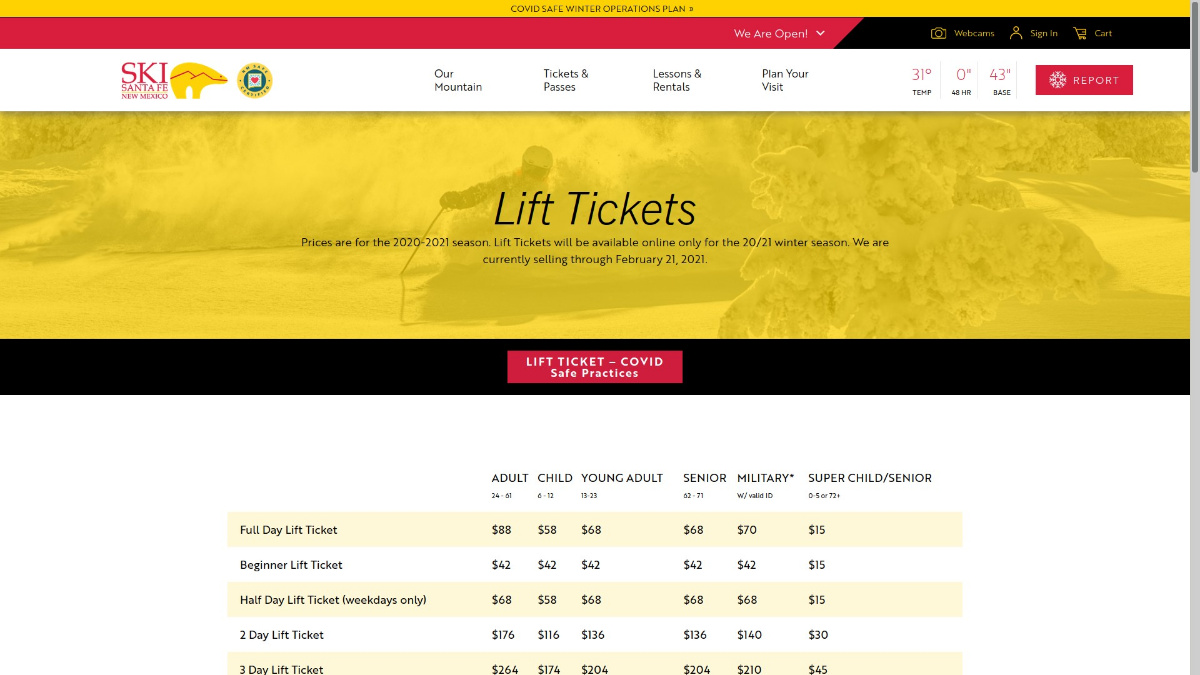 COVID SAFE WINTER OPERATIONS PLAN »
We Are Open!
Webcams
Sign In
Cart
SKI
SANTA FE
NEW MEXICO
NM SAFE
CERTIFIED
Our
Mountain
Tickets &
Passes
Lessons &
Rentals
Plan Your
Visit
31°
TEMP
0"
48 HR
43"
BASE
REPORT
Lift Tickets
Prices are for the 2020-2021 season. Lift Tickets will be available online only for the 20/21 winter season. We are
currently selling through February 21, 2021.
LIFT TICKET – COVID
Safe Practices
ADULT CHILD YOUNG ADULT SENIOR MILITARY* SUPER CHILD/SENIOR
24 - 61 6 - 12 13-23 62 - 71 W/ valid ID 0-5 or 72+
Full Day Lift Ticket $88 $58 $68 $68 $70 $15
Beginner Lift Ticket $42 $42 $42 $42 $42 $15
Half Day Lift Ticket (weekdays only) $68 $58 $68 $68 $68 $15
2 Day Lift Ticket $176 $116 $136 $136 $140 $30
3 Day Lift Ticket $264 $174 $204 $204 $210 $45